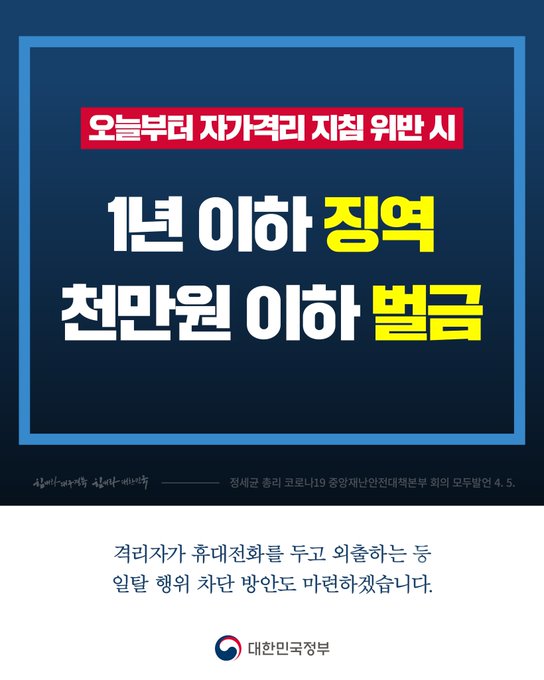 오늘부터 자가격리 지침 위반 시
1년 이하 징역
천만원 이하 벌금
힘내라 대구경북 힘내라 대한민국
정세균 총리 코로나19 중앙재난안전대책본부 회의 모두발언 4. 5.
격리자가 휴대전화를 두고 외출하는 등
일탈 행위 차단 방안도 마련하겠습니다.
대한민국정부